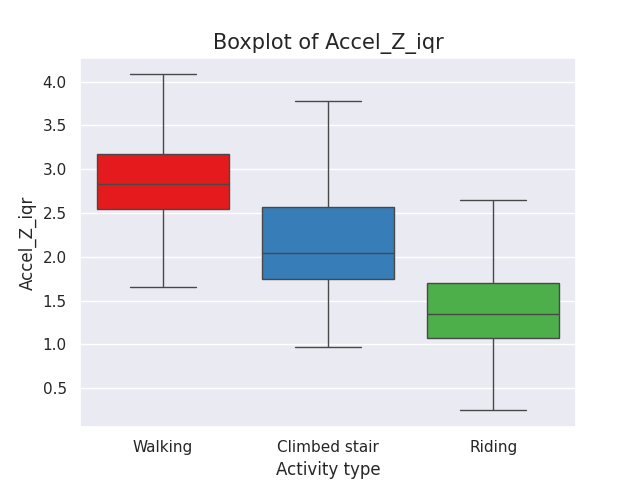 Boxplot of Accel_Z_iqr
4.0
3.5
3.0
2.5
2.0
1.5
1.0
0.5
Accel_Z_iqr
Walking
Climbed stair
Riding
Activity type